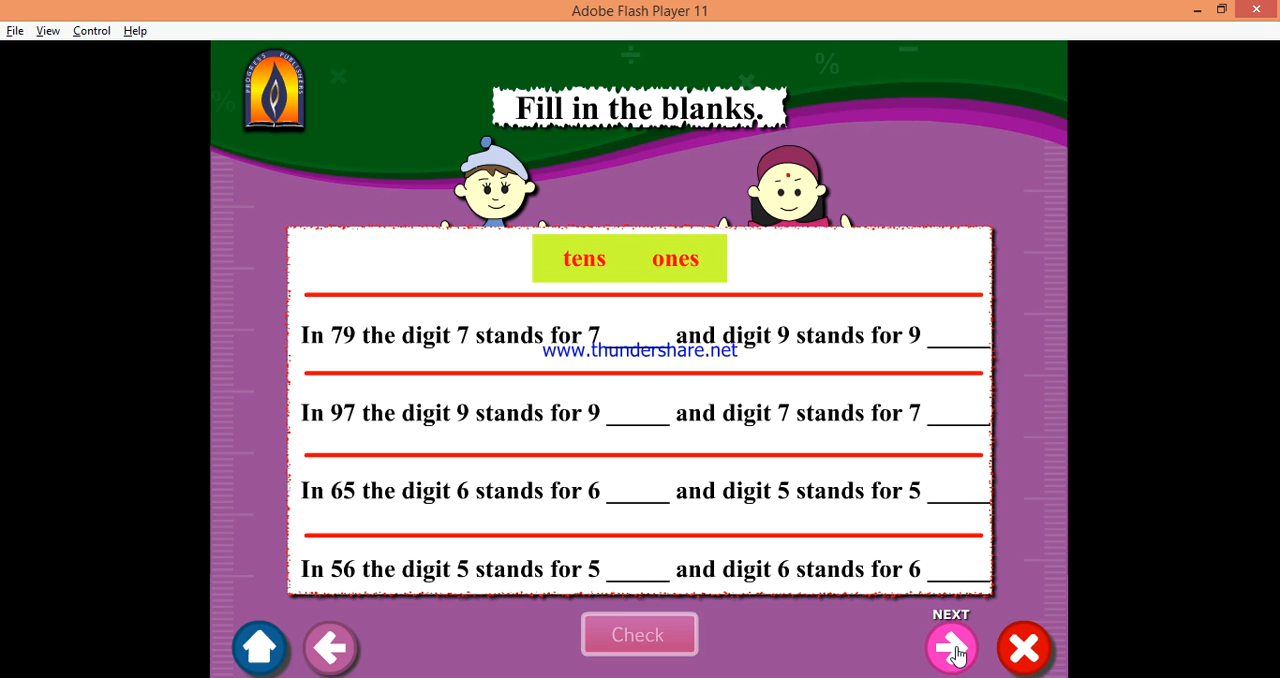 Adobe Flash Player 11
File View Control Help
PROGRESS PUBLISHERS
Fill in the blanks.
tens ones
In 79 the digit 7 stands for 7 _____ and digit 9 stands for 9 _____
www.thundershare.net
In 97 the digit 9 stands for 9 _____ and digit 7 stands for 7 _____
In 65 the digit 6 stands for 6 _____ and digit 5 stands for 5 _____
In 56 the digit 5 stands for 5 _____ and digit 6 stands for 6 _____
NEXT
Check